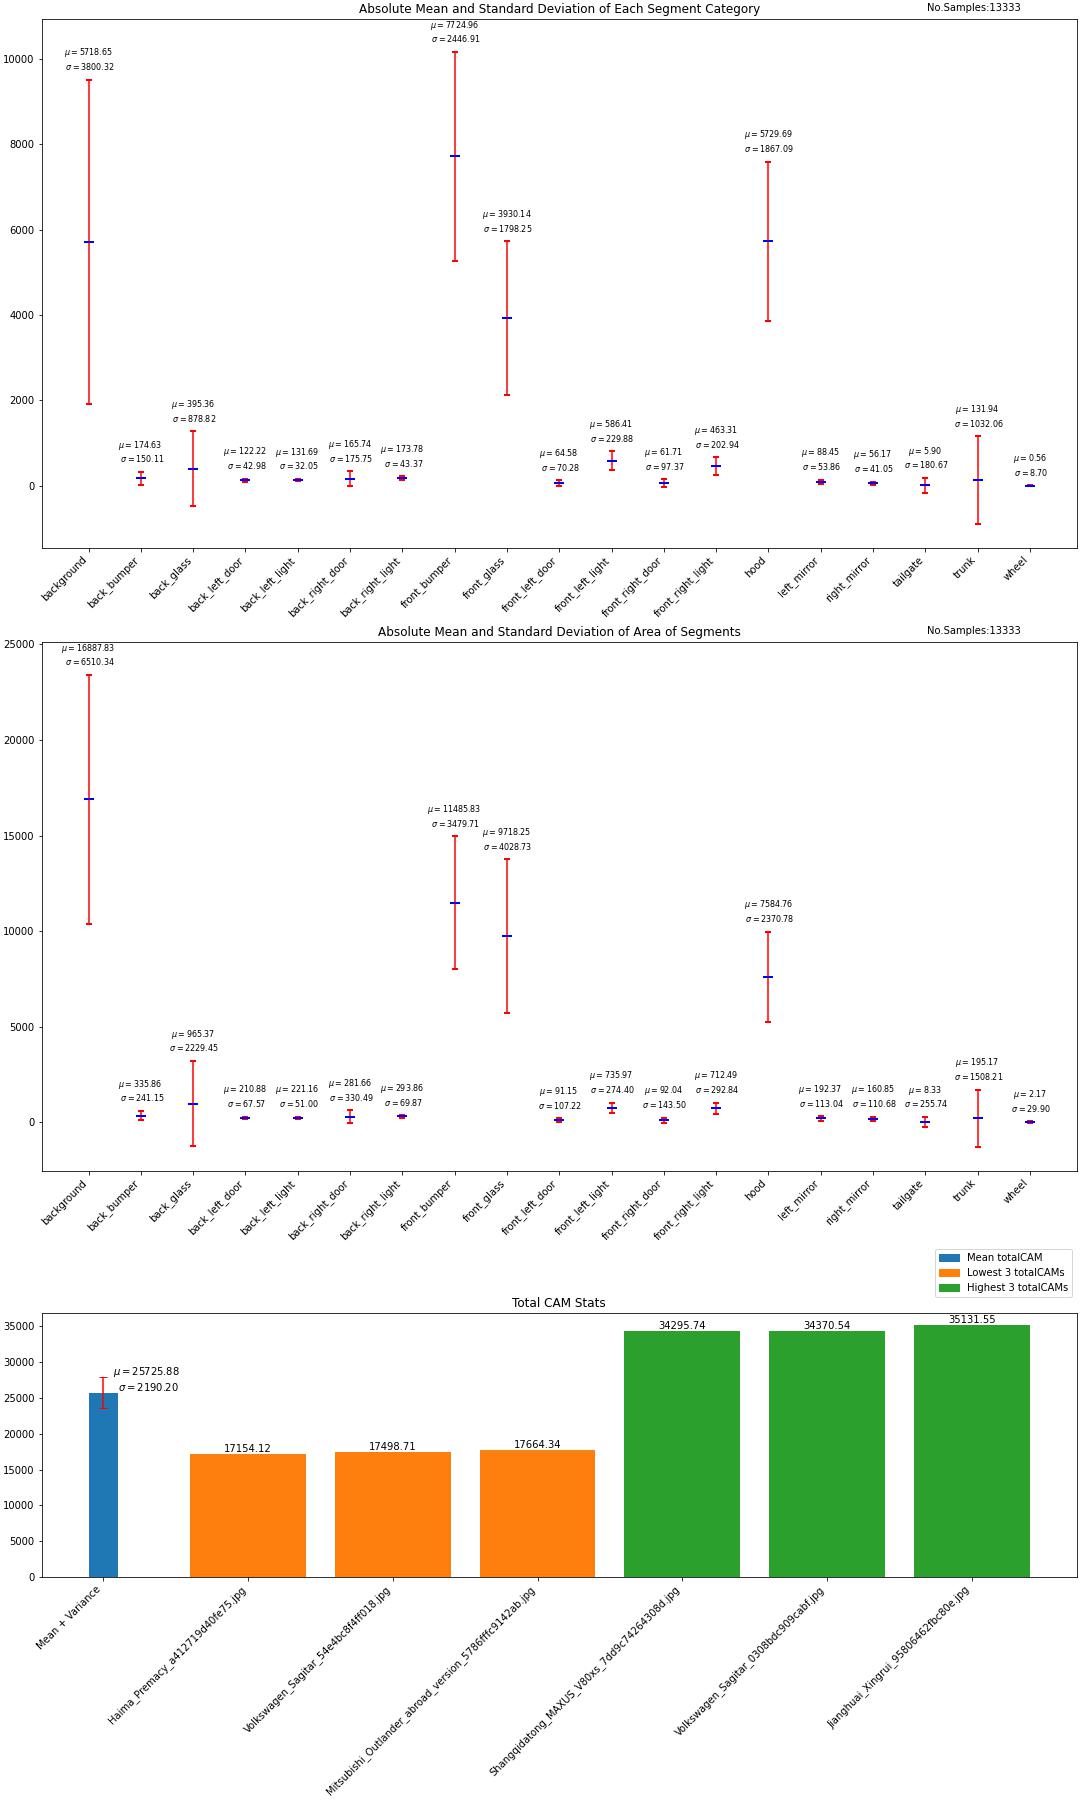 Absolute Mean and Standard Deviation of Each Segment Category
No.Samples:13333
10000
8000
6000
4000
2000
0
μ = 5718.65
σ = 3800.32
μ = 174.63
σ = 150.11
μ = 395.36
σ = 878.82
μ = 122.22
σ = 42.98
μ = 131.69
σ = 32.05
μ = 165.74
σ = 175.75
μ = 173.78
σ = 43.37
μ = 7724.96
σ = 2446.91
μ = 3930.14
σ = 1798.25
μ = 64.58
σ = 70.28
μ = 586.41
σ = 229.88
μ = 61.71
σ = 97.37
μ = 463.31
σ = 202.94
μ = 5729.69
σ = 1867.09
μ = 88.45
σ = 53.86
μ = 56.17
σ = 41.05
μ = 5.90
σ = 180.67
μ = 131.94
σ = 1032.06
μ = 0.56
σ = 8.70
background
back_bumper
back_glass
back_left_door
back_left_light
back_right_door
back_right_light
front_bumper
front_glass
front_left_door
front_left_light
front_right_door
front_right_light
hood
left_mirror
right_mirror
tailgate
trunk
wheel
Absolute Mean and Standard Deviation of Area of Segments
No.Samples:13333
25000
20000
15000
10000
5000
0
μ = 16887.83
σ = 6510.34
μ = 335.86
σ = 241.15
μ = 965.37
σ = 2229.45
μ = 210.88
σ = 67.57
μ = 221.16
σ = 51.00
μ = 281.66
σ = 330.49
μ = 293.86
σ = 69.87
μ = 11485.83
σ = 3479.71
μ = 9718.25
σ = 4028.73
μ = 91.15
σ = 107.22
μ = 735.97
σ = 274.40
μ = 92.04
σ = 143.50
μ = 712.49
σ = 292.84
μ = 7584.76
σ = 2370.78
μ = 192.37
σ = 113.04
μ = 160.85
σ = 110.68
μ = 8.33
σ = 255.74
μ = 195.17
σ = 1508.21
μ = 2.17
σ = 29.90
background
back_bumper
back_glass
back_left_door
back_left_light
back_right_door
back_right_light
front_bumper
front_glass
front_left_door
front_left_light
front_right_door
front_right_light
hood
left_mirror
right_mirror
tailgate
trunk
wheel
Mean totalCAM
Lowest 3 totalCAMs
Highest 3 totalCAMs
Total CAM Stats
35000
30000
25000
20000
15000
10000
5000
0
μ = 25725.88
σ = 2190.20
17154.12
17498.71
17664.34
34295.74
34370.54
35131.55
Mean + Variance
Haima_Premacy_a412719d40fe75.jpg
Volkswagen_Sagitar_54e4bc8f4ff018.jpg
Mitsubishi_Outlander_abroad_version_5786fffc9142ab.jpg
Shangqidatong_MAXUS_V80xs_7dd9c74264308d.jpg
Volkswagen_Sagitar_0308bdc909cabf.jpg
Jianghuai_Xingrui_95806462fbc80e.jpg